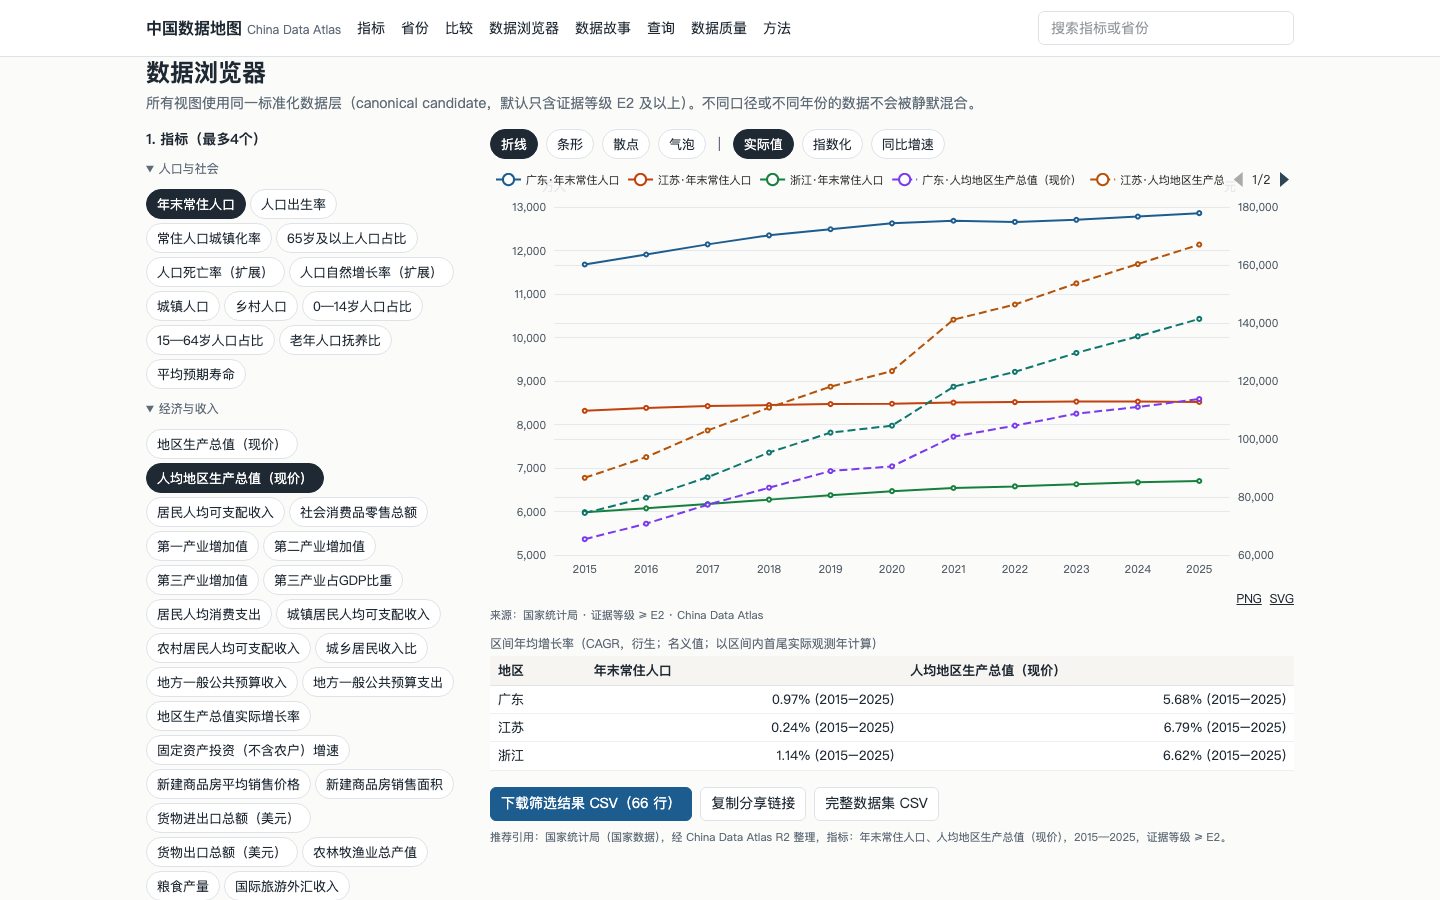 中国数据地图 China Data Atlas 指标 省份 比较 数据浏览器 数据故事 查询 数据质量 方法 搜索指标或省份
数据浏览器
所有视图使用同一标准化数据层（canonical candidate，默认只含证据等级 E2 及以上）。不同口径或不同年份的数据不会被静默混合。
1. 指标（最多4个）
▼ 人口与社会
年末常住人口 人口出生率
常住人口城镇化率 65岁及以上人口占比
人口死亡率（扩展） 人口自然增长率（扩展）
城镇人口 乡村人口 0—14岁人口占比
15—64岁人口占比 老年人口抚养比
平均预期寿命
▼ 经济与收入
地区生产总值（现价）
人均地区生产总值（现价）
居民人均可支配收入 社会消费品零售总额
第一产业增加值 第二产业增加值
第三产业增加值 第三产业占GDP比重
居民人均消费支出 城镇居民人均可支配收入
农村居民人均可支配收入 城乡居民收入比
地方一般公共预算收入 地方一般公共预算支出
地区生产总值实际增长率
固定资产投资（不含农户）增速
新建商品房平均销售价格 新建商品房销售面积
货物进出口总额（美元）
货物出口总额（美元） 农林牧渔业总产值
粮食产量 国际旅游外汇收入
折线 条形 散点 气泡 | 实际值 指数化 同比增速
广东·年末常住人口 江苏·年末常住人口 浙江·年末常住人口 广东·人均地区生产总值（现价） 江苏·人均地区生产总 1/2
万人 元
13,000 180,000
12,000 160,000
11,000 140,000
10,000 120,000
9,000 100,000
8,000 80,000
7,000 60,000
6,000
5,000
2015 2016 2017 2018 2019 2020 2021 2022 2023 2024 2025
PNG SVG
来源：国家统计局 · 证据等级 ≥ E2 · China Data Atlas
区间年均增长率（CAGR，衍生；名义值；以区间内首尾实际观测年计算）
地区 年末常住人口 人均地区生产总值（现价）
广东 0.97% (2015—2025) 5.68% (2015—2025)
江苏 0.24% (2015—2025) 6.79% (2015—2025)
浙江 1.14% (2015—2025) 6.62% (2015—2025)
下载筛选结果 CSV（66 行） 复制分享链接 完整数据集 CSV
推荐引用：国家统计局（国家数据），经 China Data Atlas R2 整理，指标：年末常住人口、人均地区生产总值（现价），2015—2025，证据等级 ≥ E2。